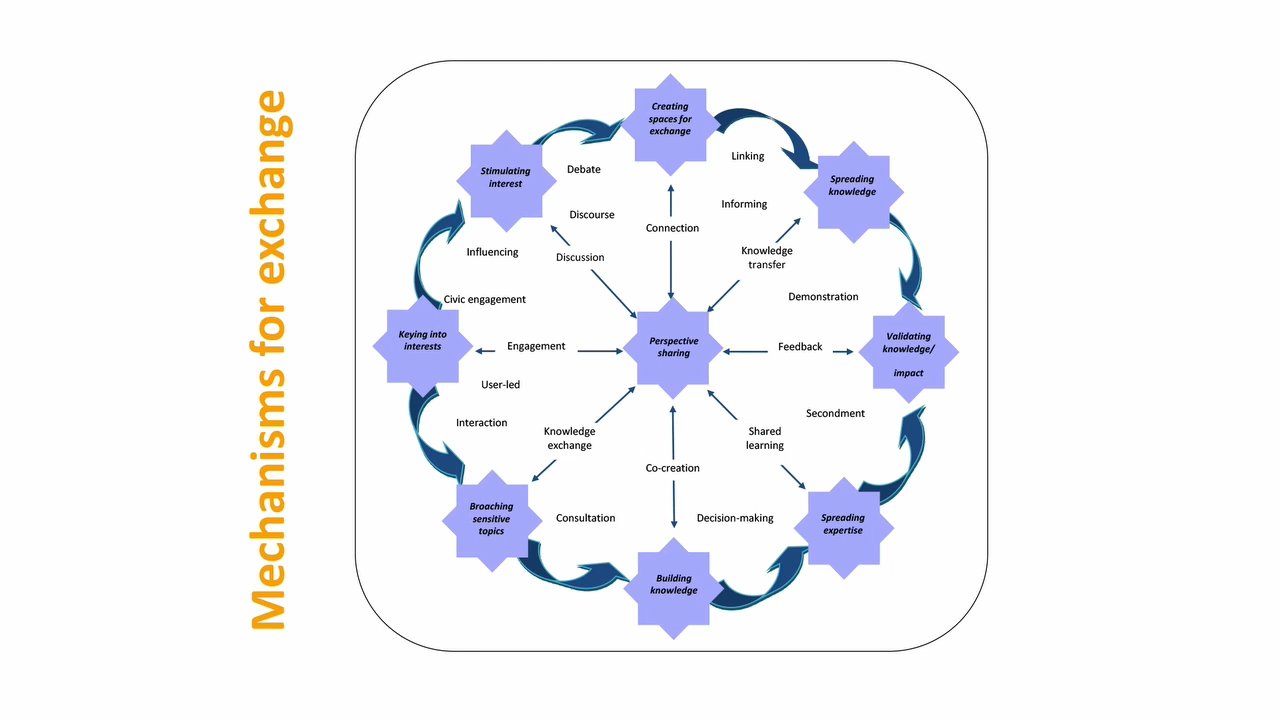 Mechanisms for exchange
Creating
spaces for
exchange
Linking
Debate
Stimulating
interest
Spreading
knowledge
Informing
Discourse
Connection
Influencing
Discussion
Knowledge
transfer
Civic engagement
Demonstration
Keying into
interests
Engagement
Perspective
sharing
Feedback
Validating
knowledge/
impact
User-led
Interaction
Secondment
Knowledge
exchange
Shared
learning
Co-creation
Broaching
sensitive
topics
Consultation
Decision-making
Spreading
expertise
Building
knowledge